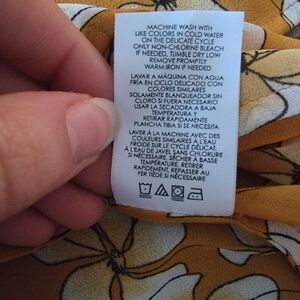 MACHINE WASH WITH
LIKE COLORS IN COLD WATER
ON THE DELICATE CYCLE
ONLY NON-CHLORINE BLEACH
IF NEEDED, TUMBLE DRY LOW
REMOVE PROMPTLY
WARM IRON IF NEEDED
LAVAR A MÁQUINA CON AGUA
FRÍA EN CICLO DELICADO CON
COLORES SIMILARES
SOLAMENTE BLANQUEADOR SIN
CLORO SI FUERA NECESARIO
USAR LA SECADORA A BAJA
TEMPERATURA Y
RETIRAR RÁPIDAMENTE
PLANCHA TIBIA SI SE NECESITA
LAVER À LA MACHINE AVEC DES
COULEURS SIMILAIRES À L'EAU
FROIDE SUR LE CYCLE DÉLICAT,
À L'EAU DE JAVEL SANS CHLORURE
SI NÉCESSAIRE, SÉCHER À BASSE
TEMPÉRATURE, RETIRER
RAPIDEMENT, REPASSER AU
FER TIÈDE SI NÉCESSAIRE